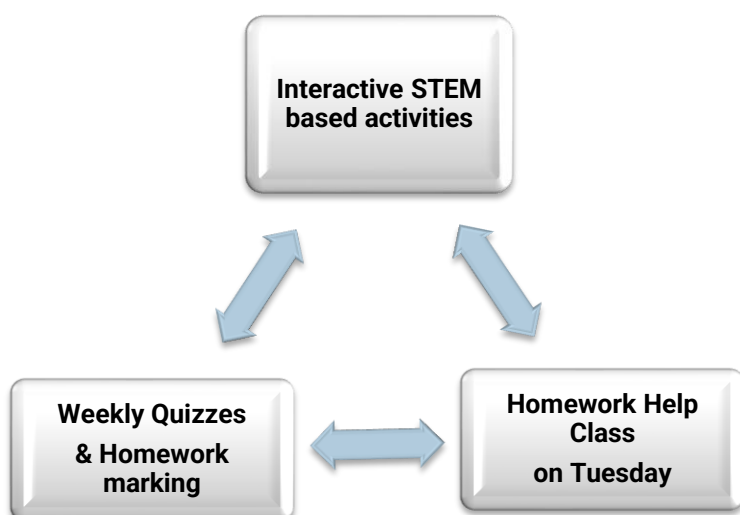 Interactive STEM
based activities
Weekly Quizzes
& Homework
marking
Homework Help
Class
on Tuesday